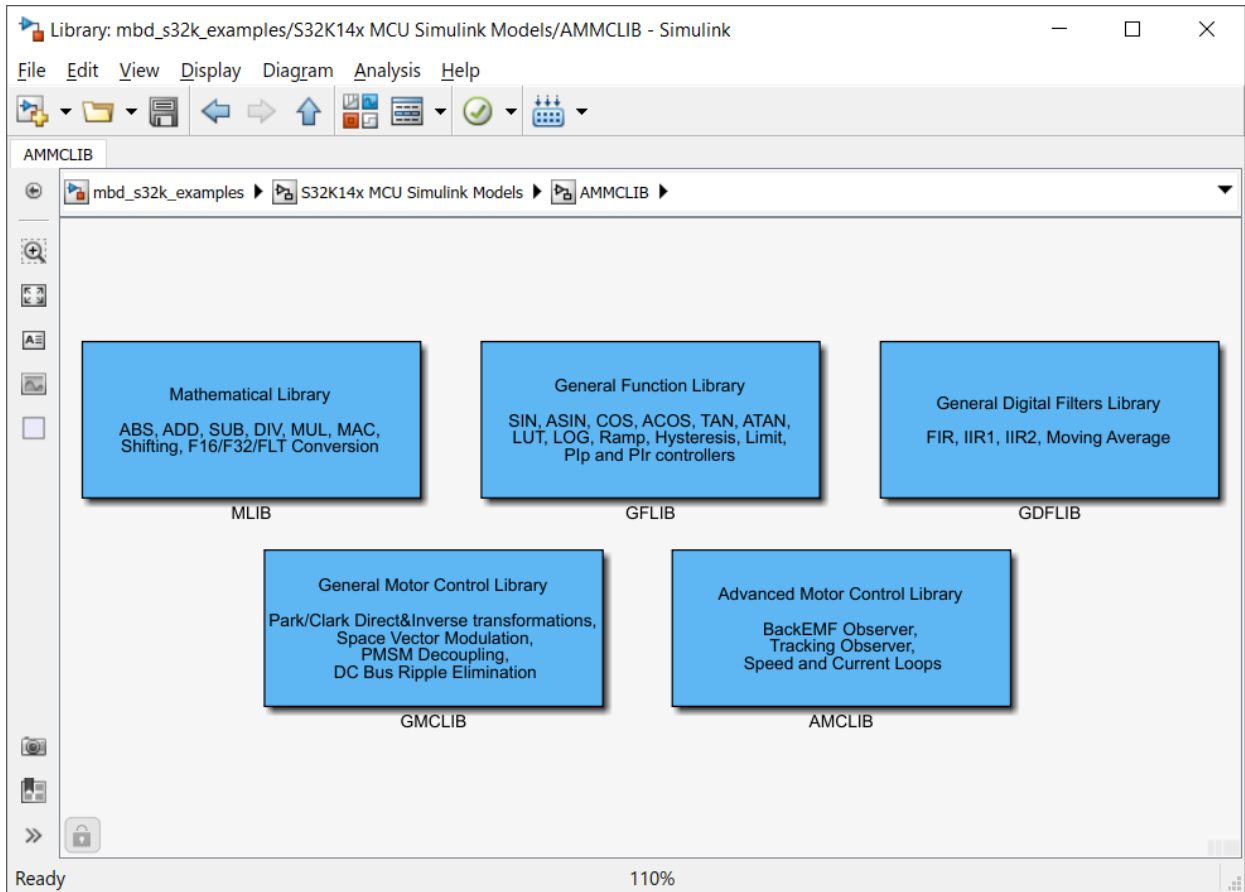 Library: mbd_s32k_examples/S32K14x MCU Simulink Models/AMMCLIB - Simulink
File Edit View Display Diagram Analysis Help
AMMCLIB
mbd_s32k_examples S32K14x MCU Simulink Models AMMCLIB
Mathematical Library
ABS, ADD, SUB, DIV, MUL, MAC,
Shifting, F16/F32/FLT Conversion
MLIB
General Function Library
SIN, ASIN, COS, ACOS, TAN, ATAN,
LUT, LOG, Ramp, Hysteresis, Limit,
PIp and PIr controllers
GFLIB
General Digital Filters Library
FIR, IIR1, IIR2, Moving Average
GDFLIB
General Motor Control Library
Park/Clark Direct&Inverse transformations,
Space Vector Modulation,
PMSM Decoupling,
DC Bus Ripple Elimination
GMCLIB
Advanced Motor Control Library
BackEMF Observer,
Tracking Observer,
Speed and Current Loops
AMCLIB
Ready 110%